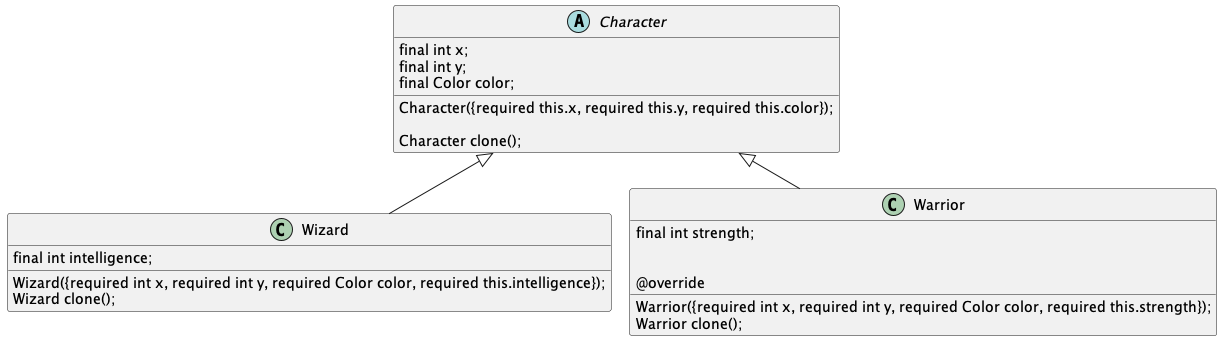 A Character
final int x;
final int y;
final Color color;
Character({required this.x, required this.y, required this.color});
Character clone();
C Wizard
final int intelligence;
Wizard({required int x, required int y, required Color color, required this.intelligence});
Wizard clone();
C Warrior
final int strength;
@override
Warrior({required int x, required int y, required Color color, required this.strength});
Warrior clone();